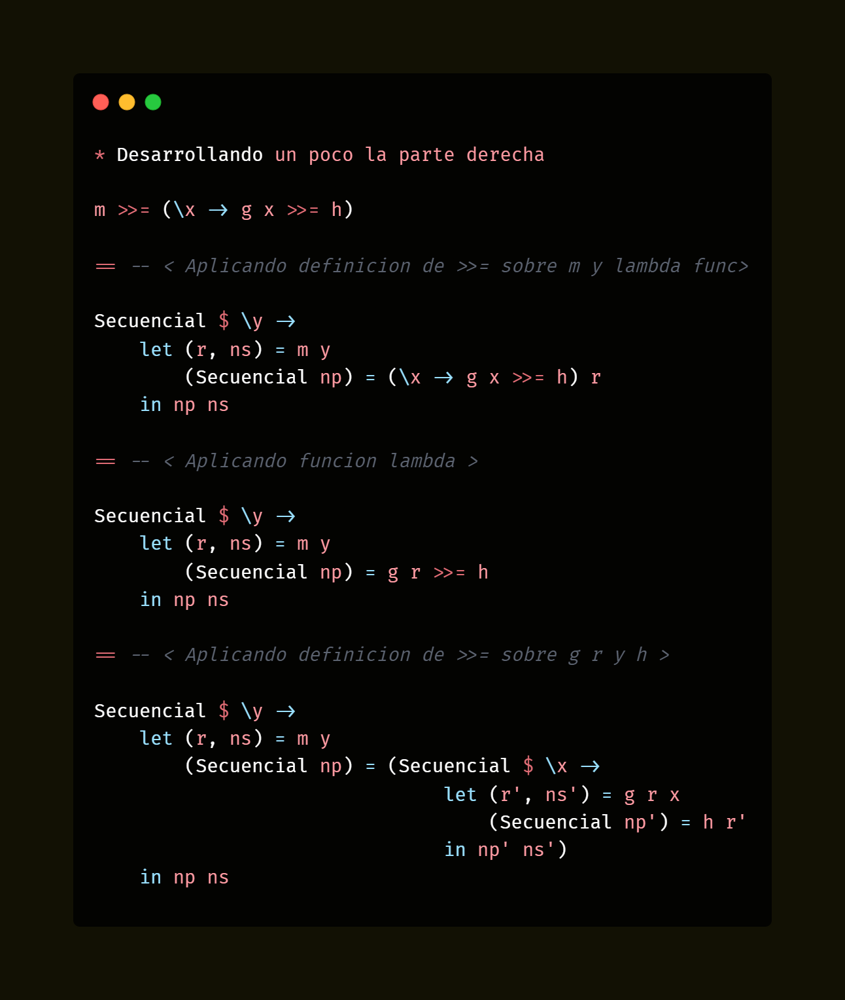 * Desarrollando un poco la parte derecha
m >>= (\x -> g x >>= h)
== -- < Aplicando definicion de >>= sobre m y lambda func>
Secuencial $ \y ->
    let (r, ns) = m y
        (Secuencial np) = (\x -> g x >>= h) r
    in np ns
== -- < Aplicando funcion lambda >
Secuencial $ \y ->
    let (r, ns) = m y
        (Secuencial np) = g r >>= h
    in np ns
== -- < Aplicando definicion de >>= sobre g r y h >
Secuencial $ \y ->
    let (r, ns) = m y
        (Secuencial np) = (Secuencial $ \x ->
                               let (r', ns') = g r x
                                   (Secuencial np') = h r'
                               in np' ns')
    in np ns